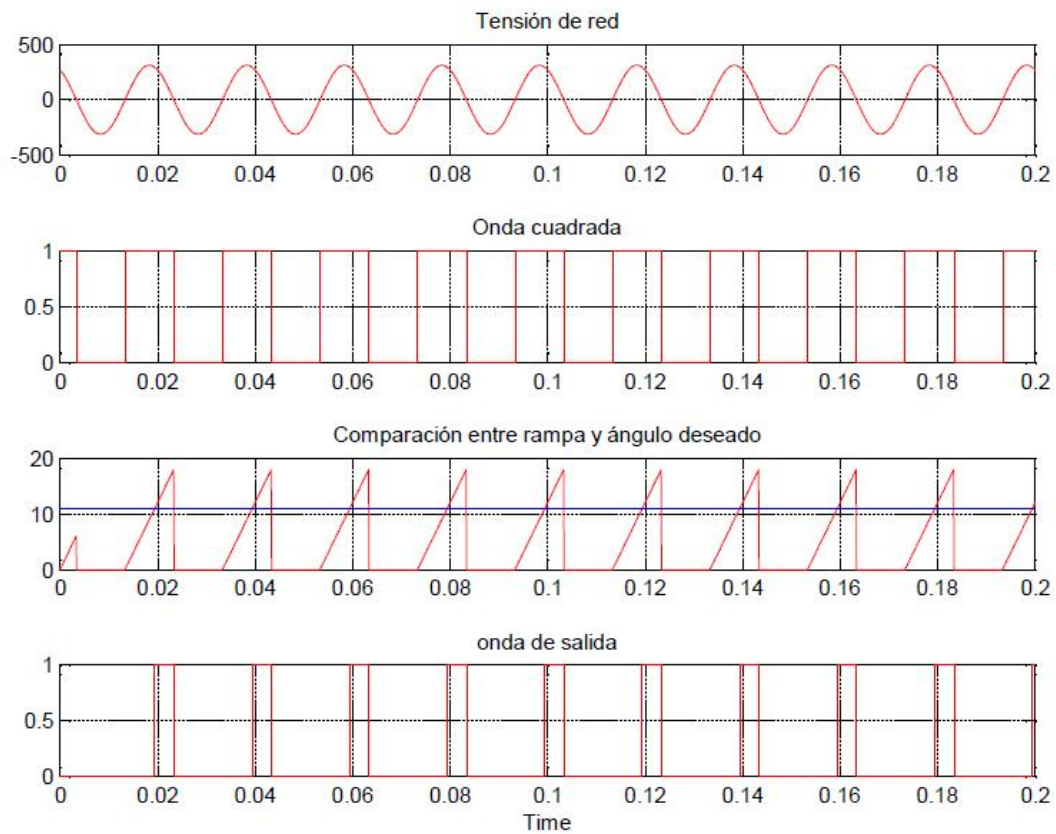 Tensión de red
500
0
-500
0 0.02 0.04 0.06 0.08 0.1 0.12 0.14 0.16 0.18 0.2
Onda cuadrada
1
0.5
0
0 0.02 0.04 0.06 0.08 0.1 0.12 0.14 0.16 0.18 0.2
Comparación entre rampa y ángulo deseado
20
10
0
0 0.02 0.04 0.06 0.08 0.1 0.12 0.14 0.16 0.18 0.2
onda de salida
1
0.5
0
0 0.02 0.04 0.06 0.08 0.1 0.12 0.14 0.16 0.18 0.2
Time